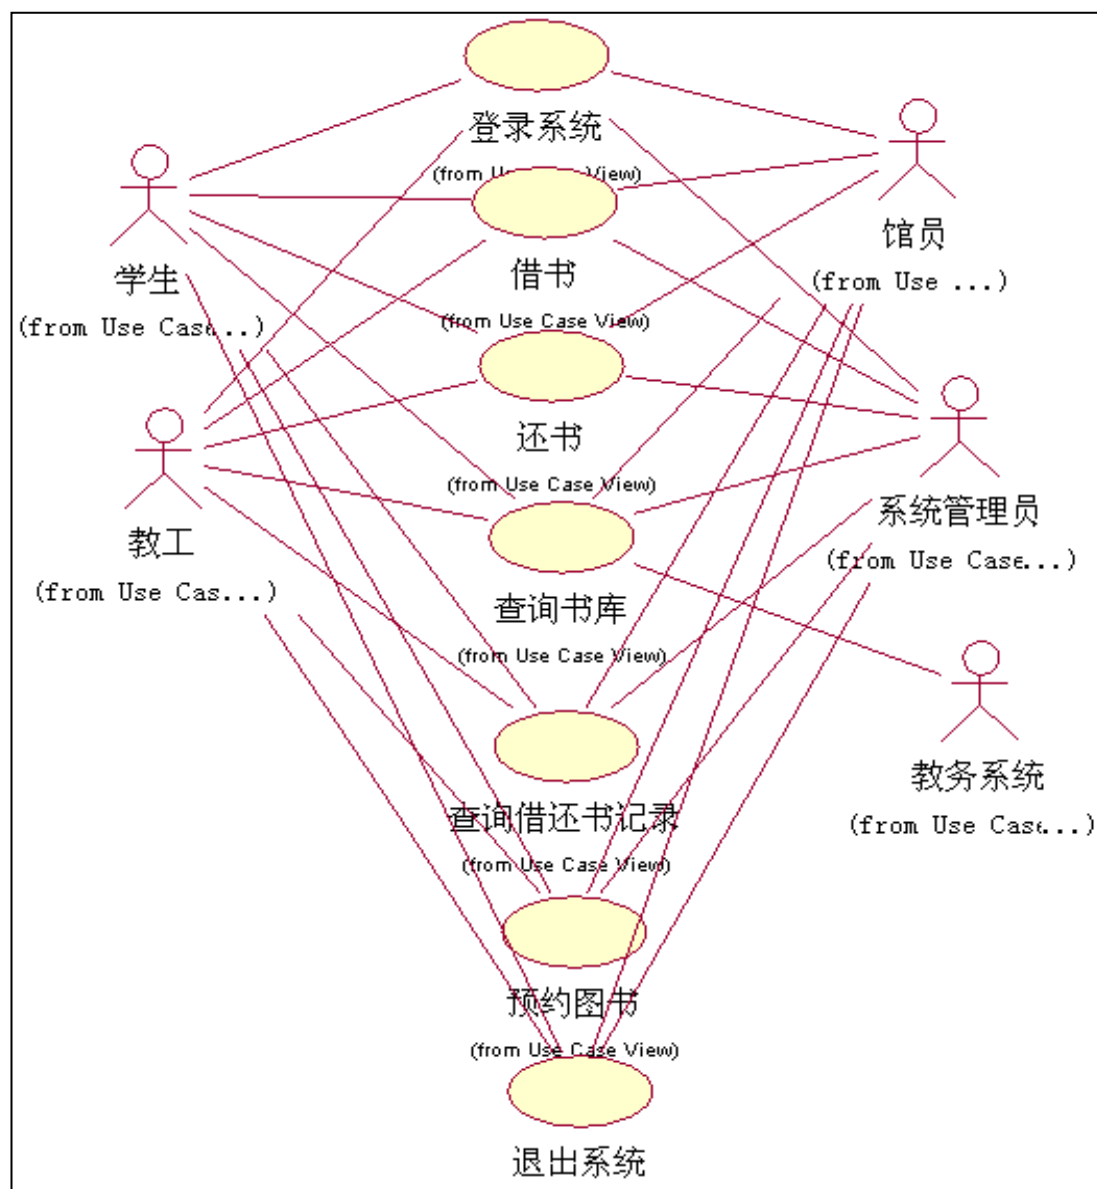 登录系统
(from Use Case View)
学生
(from Use Case...)
馆员
(from Use ...)
借书
(from Use Case View)
还书
(from Use Case View)
教工
(from Use Cas...)
系统管理员
(from Use Case...)
查询书库
(from Use Case View)
教务系统
(from Use Case...)
查询借还书记录
(from Use Case View)
预约图书
(from Use Case View)
退出系统